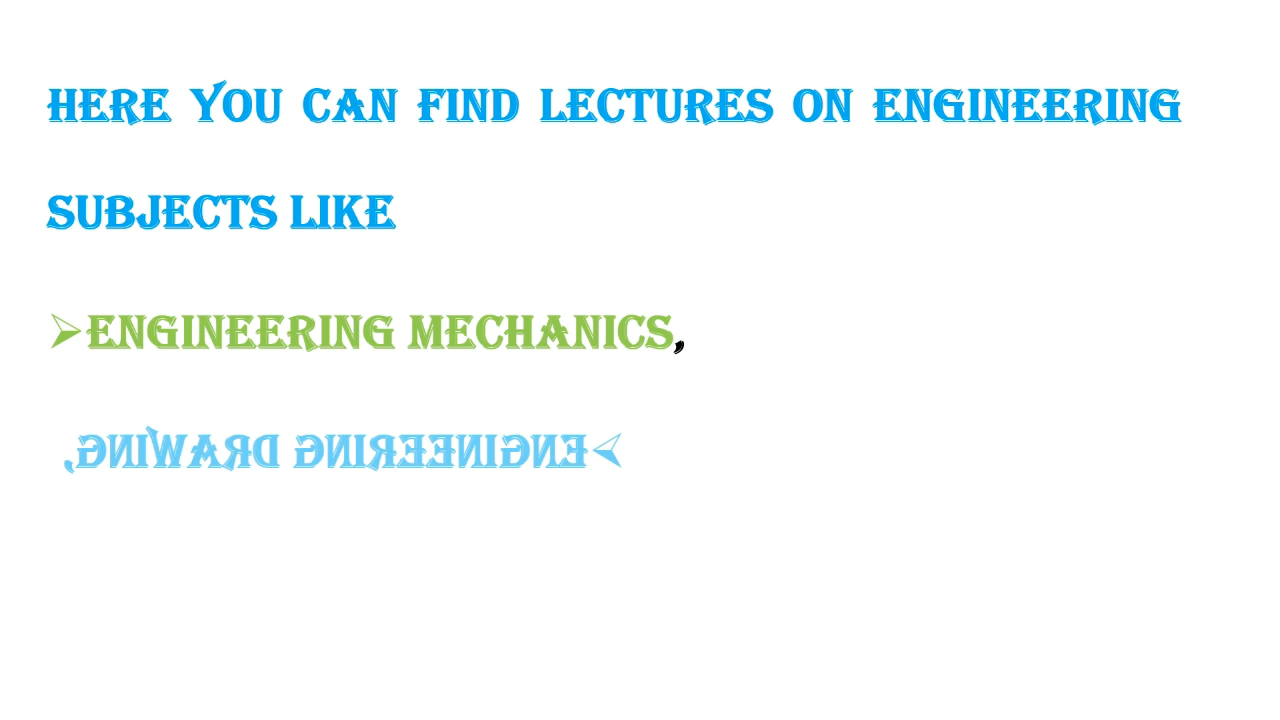 HERE YOU CAN FIND LECTURES ON ENGINEERING
SUBJECTS LIKE
➢ENGINEERING MECHANICS,
➢ENGINEERING DRAWING,